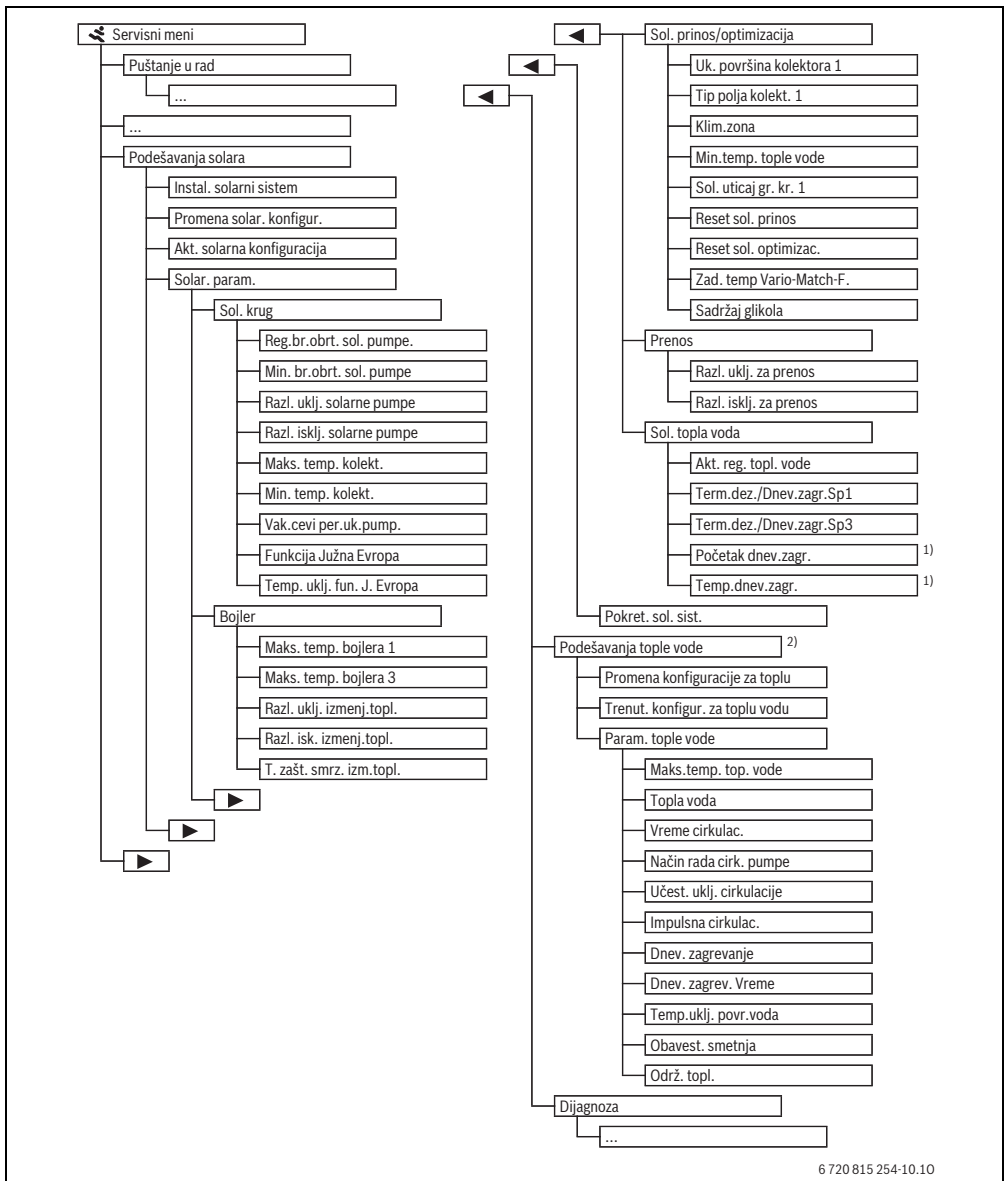 Servisni meni
Puštanje u rad
...
...
Podešavanja solara
Instal. solarni sistem
Promena solar. konfigur.
Akt. solarna konfiguracija
Solar. param.
Sol. krug
Reg.br.obrt. sol. pumpe.
Min. br.obrt. sol. pumpe
Razl. uklj. solarne pumpe
Razl. isklj. solarne pumpe
Maks. temp. kolekt.
Min. temp. kolekt.
Vak.cevi per.uk.pump.
Funkcija Južna Evropa
Temp. uklj. fun. J. Evropa
Bojler
Maks. temp. bojlera 1
Maks. temp. bojlera 3
Razl. uklj. izmenj.topl.
Razl. isk. izmenj.topl.
T. zašt. smrz. izm.topl.
Sol. prinos/optimizacija
Uk. površina kolektora 1
Tip polja kolekt. 1
Klim.zona
Min.temp. tople vode
Sol. uticaj gr. kr. 1
Reset sol. prinos
Reset sol. optimizac.
Zad. temp Vario-Match-F.
Sadržaj glikola
Prenos
Razl. uklj. za prenos
Razl. isklj. za prenos
Sol. topla voda
Akt. reg. topl. vode
Term.dez./Dnev.zagr.Sp1
Term.dez./Dnev.zagr.Sp3
Početak dnev.zagr. 1)
Temp.dnev.zagr. 1)
Pokret. sol. sist.
Podešavanja tople vode 2)
Promena konfiguracije za toplu
Trenut. konfigur. za toplu vodu
Param. tople vode
Maks.temp. top. vode
Topla voda
Vreme cirkulac.
Način rada cirk. pumpe
Učest. uklj. cirkulacije
Impulsna cirkulac.
Dnev. zagrevanje
Dnev. zagrev. Vreme
Temp.uklj. povr.voda
Obavest. smetnja
Održ. topl.
Dijagnoza
...
6 720 815 254-10.1O